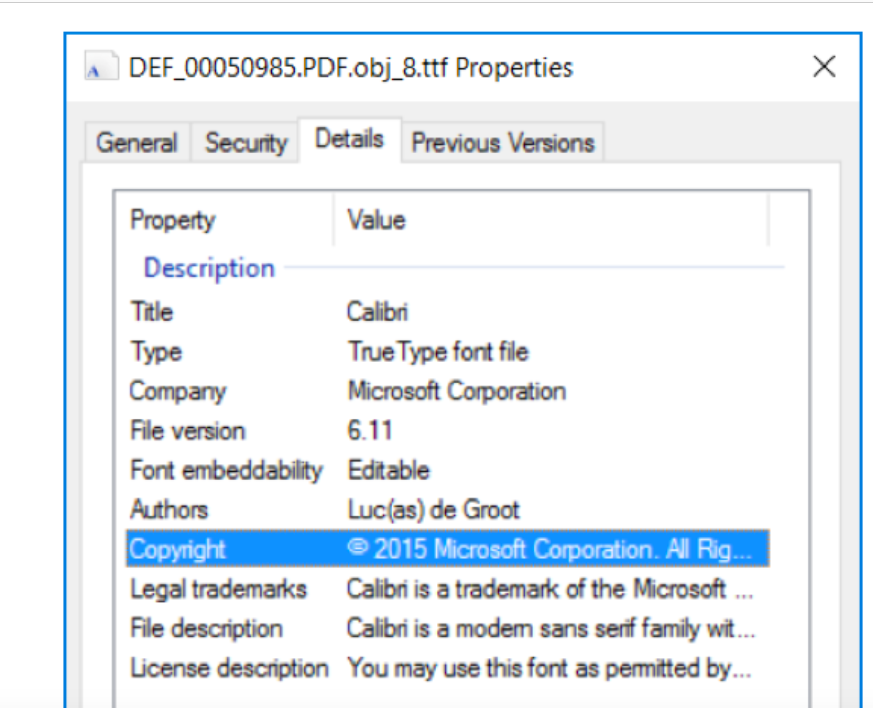 DEF_00050985.PDF.obj_8.ttf Properties
General Security Details Previous Versions
Property Value
Description
Title Calibri
Type TrueType font file
Company Microsoft Corporation
File version 6.11
Font embeddability Editable
Authors Luc(as) de Groot
Copyright © 2015 Microsoft Corporation. All Rig...
Legal trademarks Calibri is a trademark of the Microsoft ...
File description Calibri is a modern sans serif family wit...
License description You may use this font as permitted by...